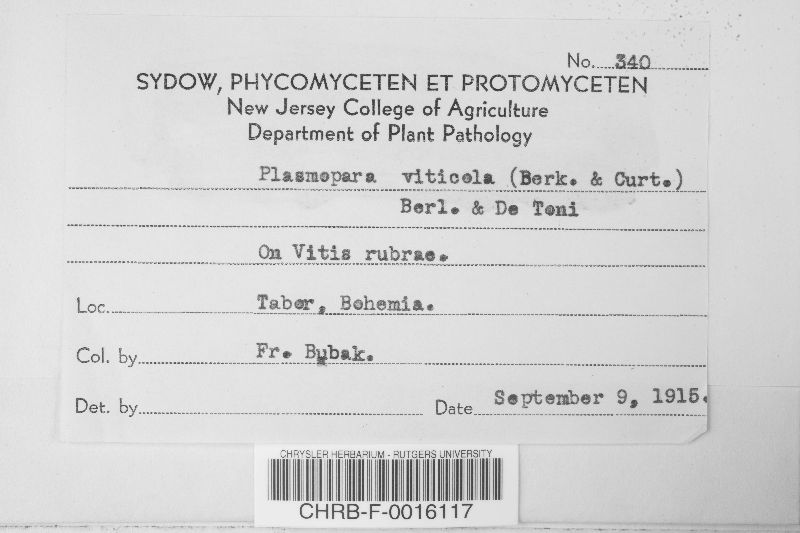 No. 340
SYDOW, PHYCOMYCETEN ET PROTOMYCETEN
New Jersey College of Agriculture
Department of Plant Pathology
Plasmopara viticola (Berk. & Curt.)
Berl. & De Toni
On Vitis rubrae.
Loc. Tabor, Bohemia.
Col. by Fr. Bubak.
Det. by
Date September 9, 1915.
CHRYSLER HERBARIUM - RUTGERS UNIVERSITY
CHRB-F-0016117